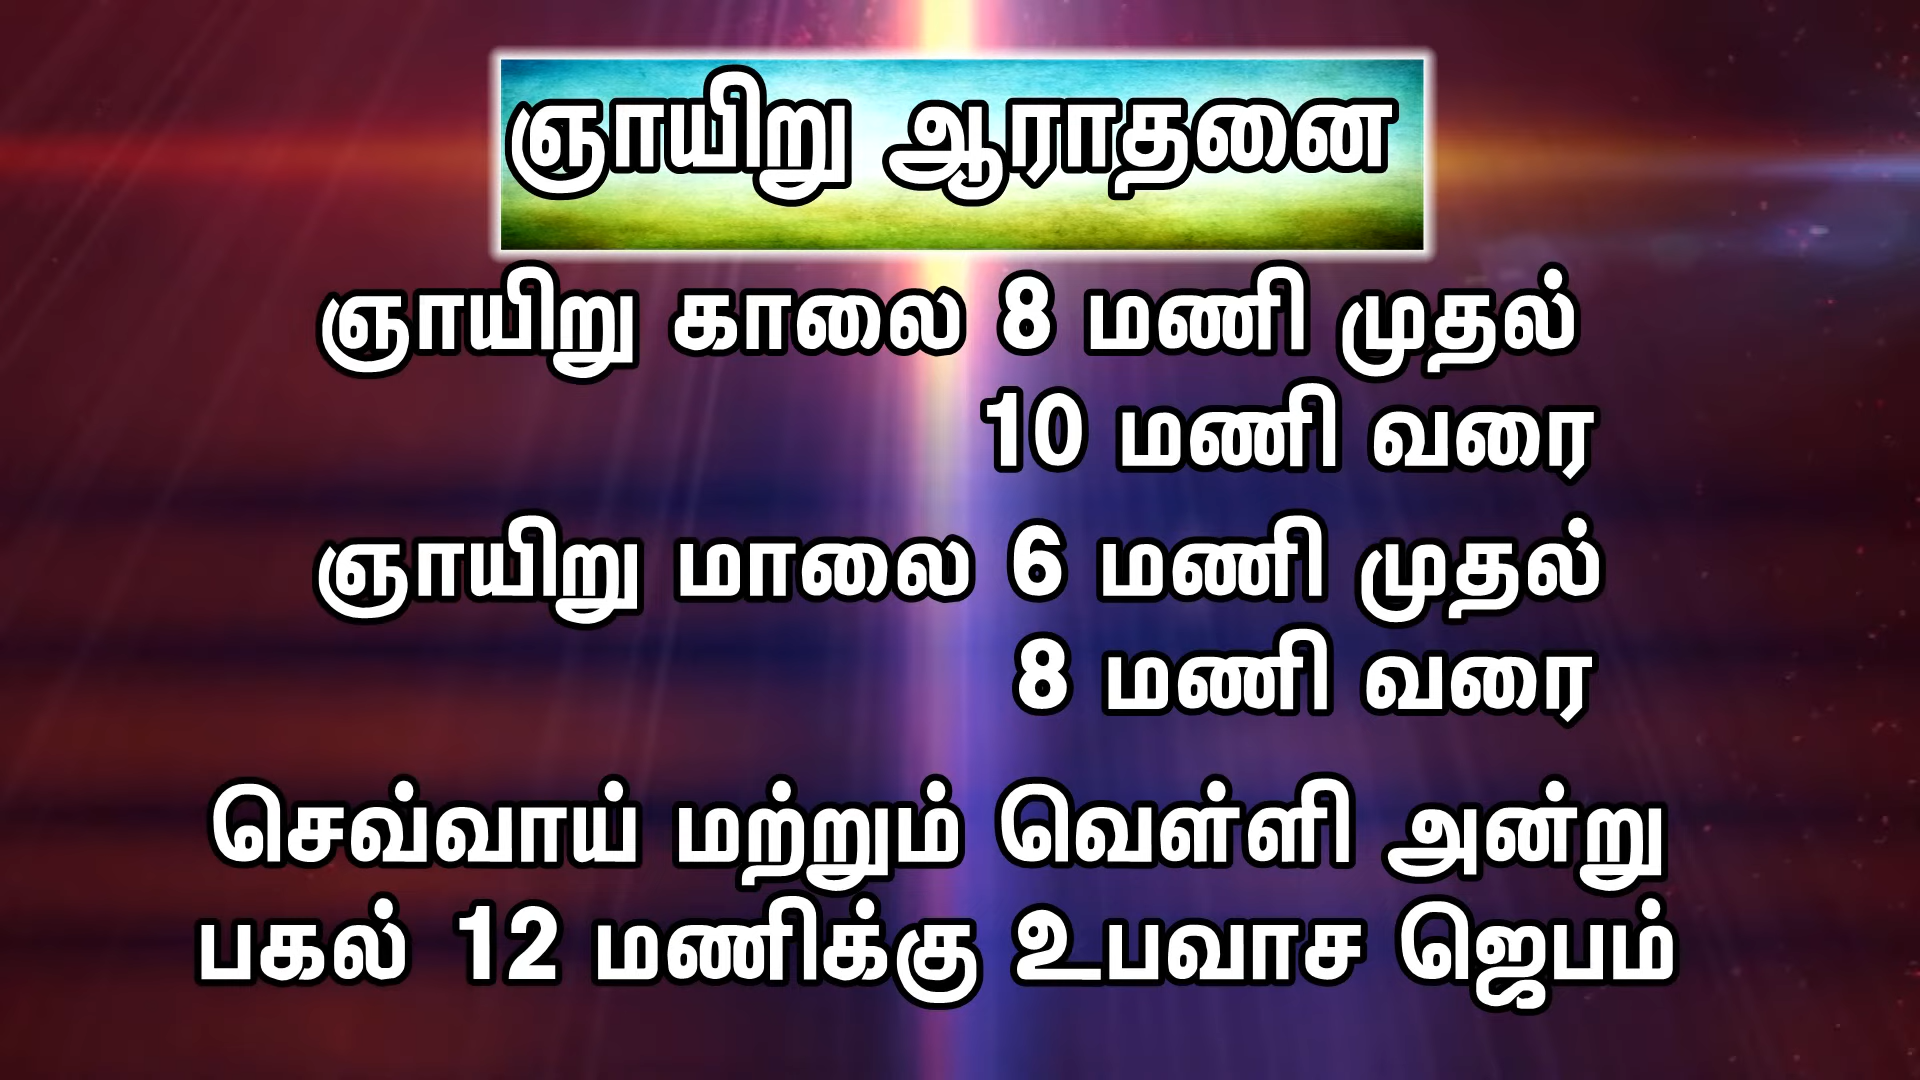 ஞாயிறு ஆராதனை
ஞாயிறு காலை 8 மணி முதல்
10 மணி வரை
ஞாயிறு மாலை 6 மணி முதல்
8 மணி வரை
செவ்வாய் மற்றும் வெள்ளி அன்று
பகல் 12 மணிக்கு உபவாச ஜெபம்